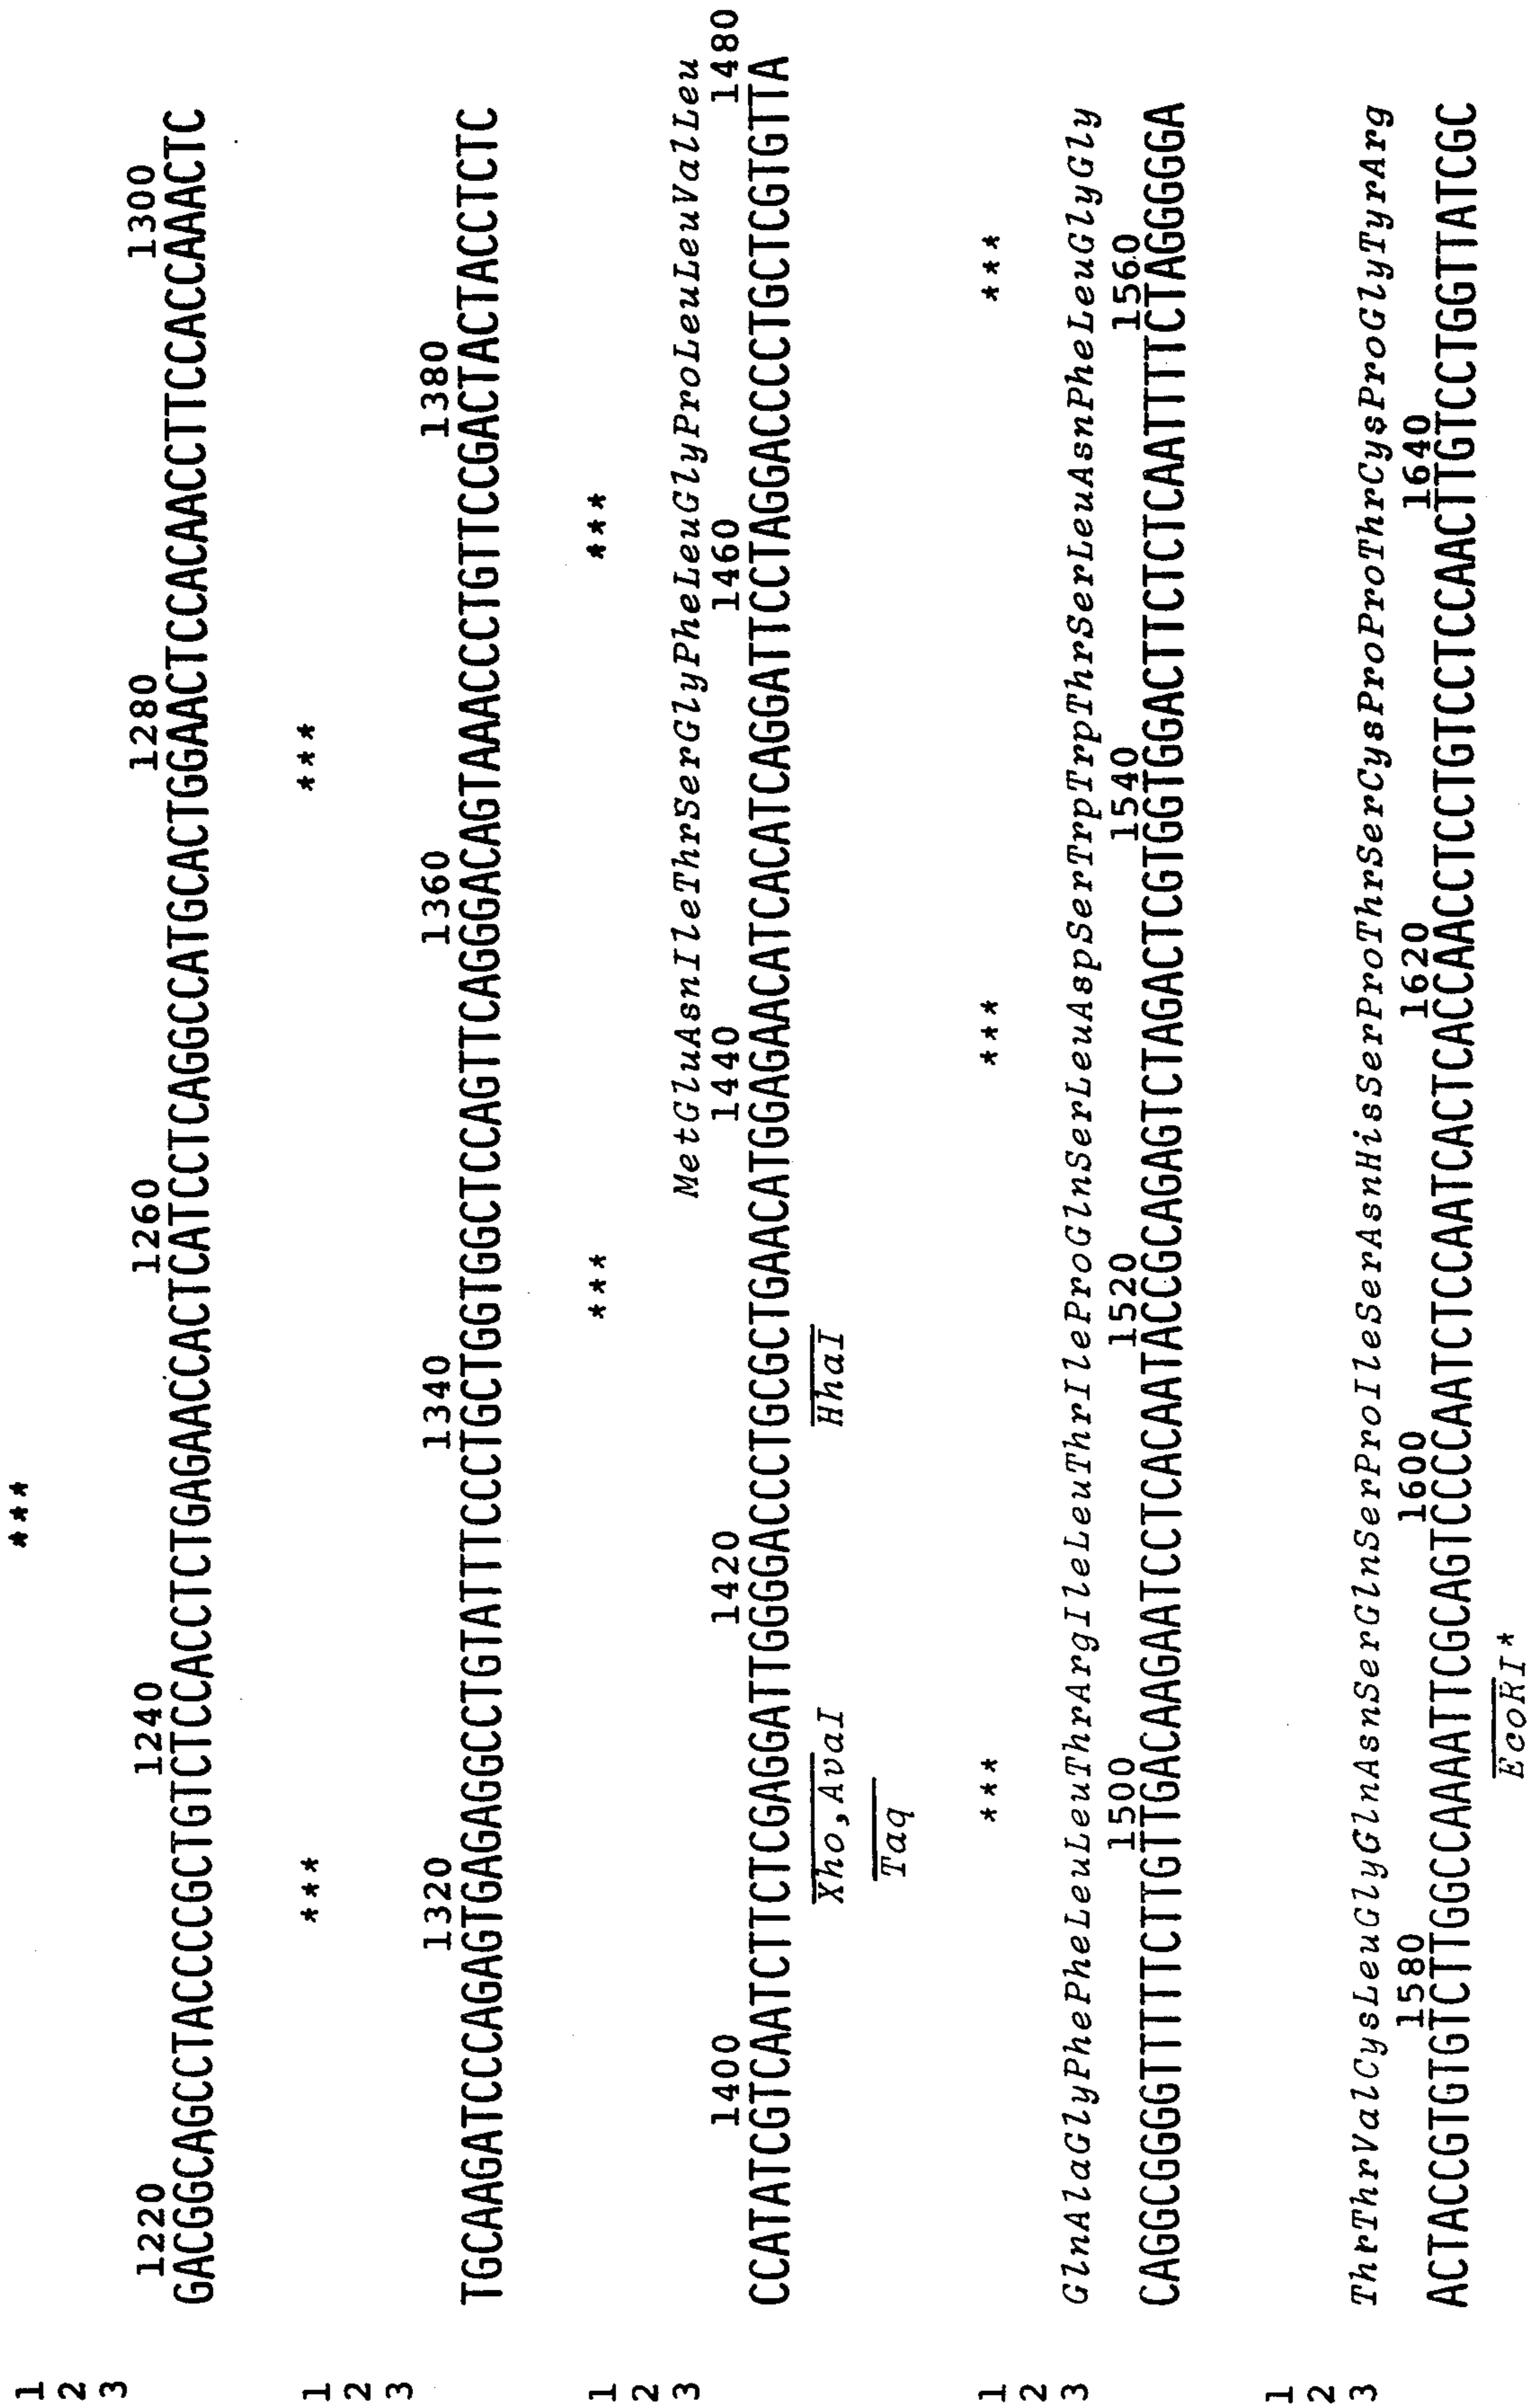 1 ***
2
3
1220 1240 1260 1280 1300
GACGGCAGCCTACCCCGCTGTCTCCACCTCTGAGAACCACTCATCCTCAGGCCATGCACTGGAACTCCACAACCTTCCACCAAACTC
1 *** ***
2
3
1320 1340 1360 1380
TGCAAGATCCCAGAGTGAGAGGCCTGTATTTCCCTGCTGGTGGCTCCAGTTCAGGGACAGTAAACCCTGTTCCGACTACTACCTCTC
1 *** ***
2
3 MetGluAsnIleThrSerGlyPheLeuGlyProLeuLeuValLeu
1400 1420 1440 1460 1480
CCATATCGTCAATCTTCTCGAGGATTGGGGACCCTGCGCTGAACATGGAGAACATCACATCAGGATTCCTAGGACCCCTGCTCGTGTTA
Xho,AvaI HhaI
Taq
1 *** *** ***
2
3 GlnAlaGlyPhePheLeuLeuThrArgIleLeuThrIleProGlnSerLeuAspSerTrpTrpThrSerLeuAsnPheLeuGlyGly
1500 1520 1540 1560
CAGGCGGGGTTTTTCTTGTTGACAAGAATCCTCACAATACCGCAGAGTCTAGACTCGTGGTGGACTTCTCTCAATTTTCTAGGGGGA
1
2
3 ThrThrValCysLeuGlyGlnAsnSerGlnSerProIleSerAsnHisSerProThrSerCysProProThrCysProGlyTyrArg
1580 1600 1620 1640
ACTACCGTGTGTCTTGGCCAAAATTCGCAGTCCCCAATCTCCAATCACTCACCAACCTCCTGTCCTCCAACTTGTCCTGGTTATCGC
EcoRI*